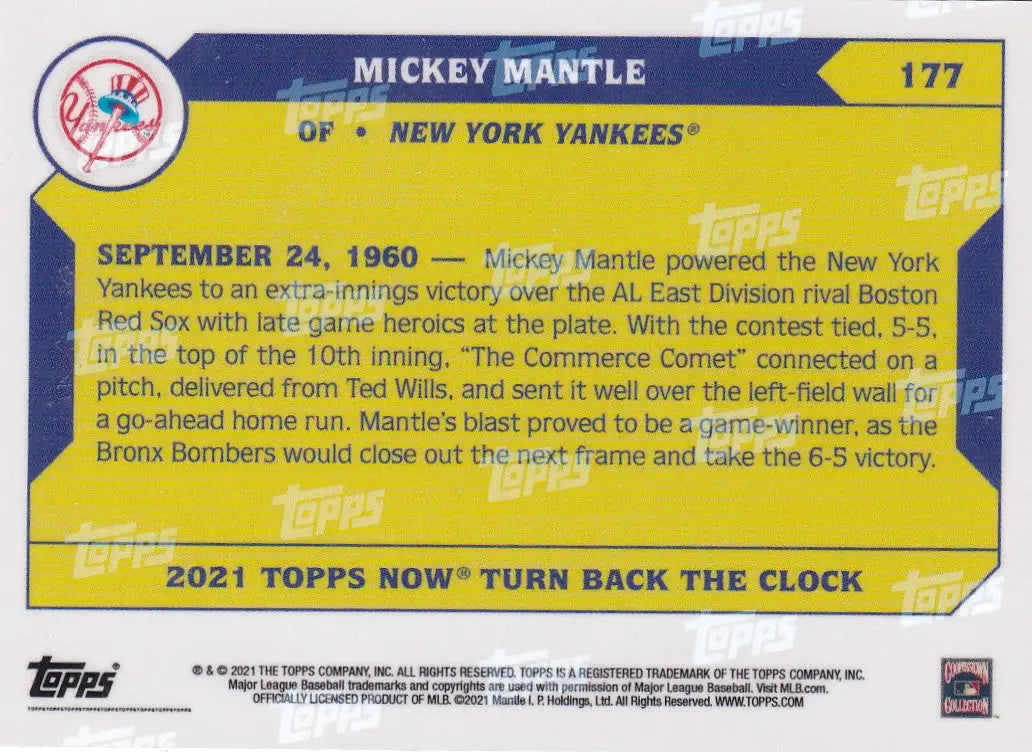 MICKEY MANTLE
177
Yankees
OF • NEW YORK YANKEES®
SEPTEMBER 24, 1960 — Mickey Mantle powered the New York
Yankees to an extra-innings victory over the AL East Division rival Boston
Red Sox with late game heroics at the plate. With the contest tied, 5-5,
in the top of the 10th inning, “The Commerce Comet” connected on a
pitch, delivered from Ted Wills, and sent it well over the left-field wall for
a go-ahead home run. Mantle’s blast proved to be a game-winner, as the
Bronx Bombers would close out the next frame and take the 6-5 victory.
2021 TOPPS NOW® TURN BACK THE CLOCK
Topps®
TOPPSTOPPSTOPPSTOPPSTOPPSTOPPSTOPPSTOPPS
® & © 2021 THE TOPPS COMPANY, INC. ALL RIGHTS RESERVED. TOPPS IS A REGISTERED TRADEMARK OF THE TOPPS COMPANY, INC.
Major League Baseball trademarks and copyrights are used with permission of Major League Baseball. Visit MLB.com.
OFFICIALLY LICENSED PRODUCT OF MLB. ©2021 Mantle I. P. Holdings, Ltd. All Rights Reserved. WWW.TOPPS.COM
COOPERSTOWN
COLLECTION